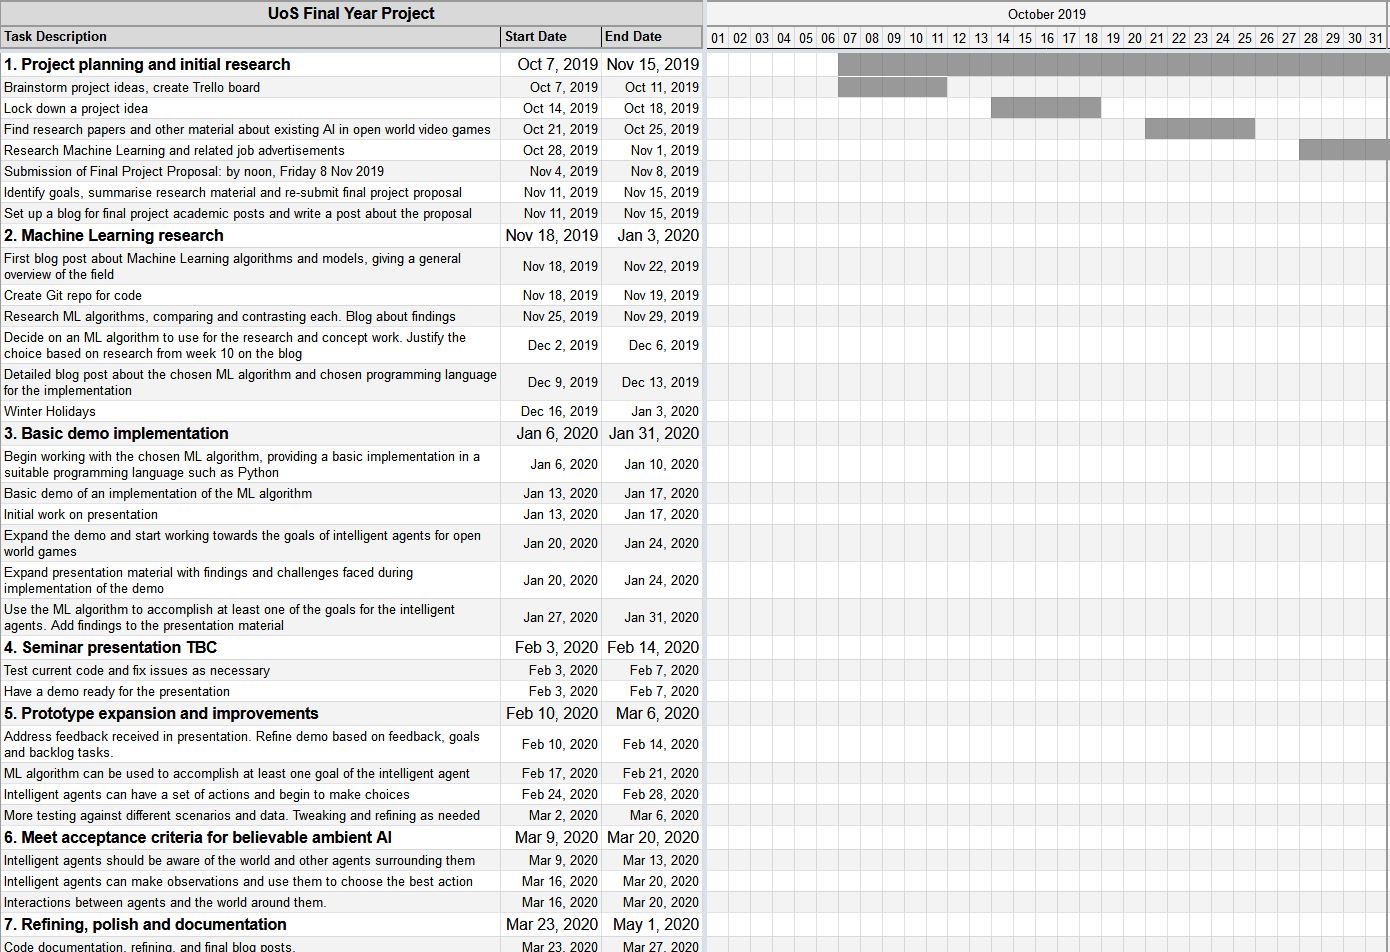 UoS Final Year Project
October 2019
Task Description Start Date End Date 01 02 03 04 05 06 07 08 09 10 11 12 13 14 15 16 17 18 19 20 21 22 23 24 25 26 27 28 29 30 31
1. Project planning and initial research Oct 7, 2019 Nov 15, 2019
Brainstorm project ideas, create Trello board Oct 7, 2019 Oct 11, 2019
Lock down a project idea Oct 14, 2019 Oct 18, 2019
Find research papers and other material about existing AI in open world video games Oct 21, 2019 Oct 25, 2019
Research Machine Learning and related job advertisements Oct 28, 2019 Nov 1, 2019
Submission of Final Project Proposal: by noon, Friday 8 Nov 2019 Nov 4, 2019 Nov 8, 2019
Identify goals, summarise research material and re-submit final project proposal Nov 11, 2019 Nov 15, 2019
Set up a blog for final project academic posts and write a post about the proposal Nov 11, 2019 Nov 15, 2019
2. Machine Learning research Nov 18, 2019 Jan 3, 2020
First blog post about Machine Learning algorithms and models, giving a general
overview of the field Nov 18, 2019 Nov 22, 2019
Create Git repo for code Nov 18, 2019 Nov 19, 2019
Research ML algorithms, comparing and contrasting each. Blog about findings Nov 25, 2019 Nov 29, 2019
Decide on an ML algorithm to use for the research and concept work. Justify the
choice based on research from week 10 on the blog Dec 2, 2019 Dec 6, 2019
Detailed blog post about the chosen ML algorithm and chosen programming language
for the implementation Dec 9, 2019 Dec 13, 2019
Winter Holidays Dec 16, 2019 Jan 3, 2020
3. Basic demo implementation Jan 6, 2020 Jan 31, 2020
Begin working with the chosen ML algorithm, providing a basic implementation in a
suitable programming language such as Python Jan 6, 2020 Jan 10, 2020
Basic demo of an implementation of the ML algorithm Jan 13, 2020 Jan 17, 2020
Initial work on presentation Jan 13, 2020 Jan 17, 2020
Expand the demo and start working towards the goals of intelligent agents for open
world games Jan 20, 2020 Jan 24, 2020
Expand presentation material with findings and challenges faced during
implementation of the demo Jan 20, 2020 Jan 24, 2020
Use the ML algorithm to accomplish at least one of the goals for the intelligent
agents. Add findings to the presentation material Jan 27, 2020 Jan 31, 2020
4. Seminar presentation TBC Feb 3, 2020 Feb 14, 2020
Test current code and fix issues as necessary Feb 3, 2020 Feb 7, 2020
Have a demo ready for the presentation Feb 3, 2020 Feb 7, 2020
5. Prototype expansion and improvements Feb 10, 2020 Mar 6, 2020
Address feedback received in presentation. Refine demo based on feedback, goals
and backlog tasks. Feb 10, 2020 Feb 14, 2020
ML algorithm can be used to accomplish at least one goal of the intelligent agent Feb 17, 2020 Feb 21, 2020
Intelligent agents can have a set of actions and begin to make choices Feb 24, 2020 Feb 28, 2020
More testing against different scenarios and data. Tweaking and refining as needed Mar 2, 2020 Mar 6, 2020
6. Meet acceptance criteria for believable ambient AI Mar 9, 2020 Mar 20, 2020
Intelligent agents should be aware of the world and other agents surrounding them Mar 9, 2020 Mar 13, 2020
Intelligent agents can make observations and use them to choose the best action Mar 16, 2020 Mar 20, 2020
Interactions between agents and the world around them. Mar 16, 2020 Mar 20, 2020
7. Refining, polish and documentation Mar 23, 2020 May 1, 2020
Code documentation, refining, and final blog posts. Mar 23, 2020 Mar 27, 2020